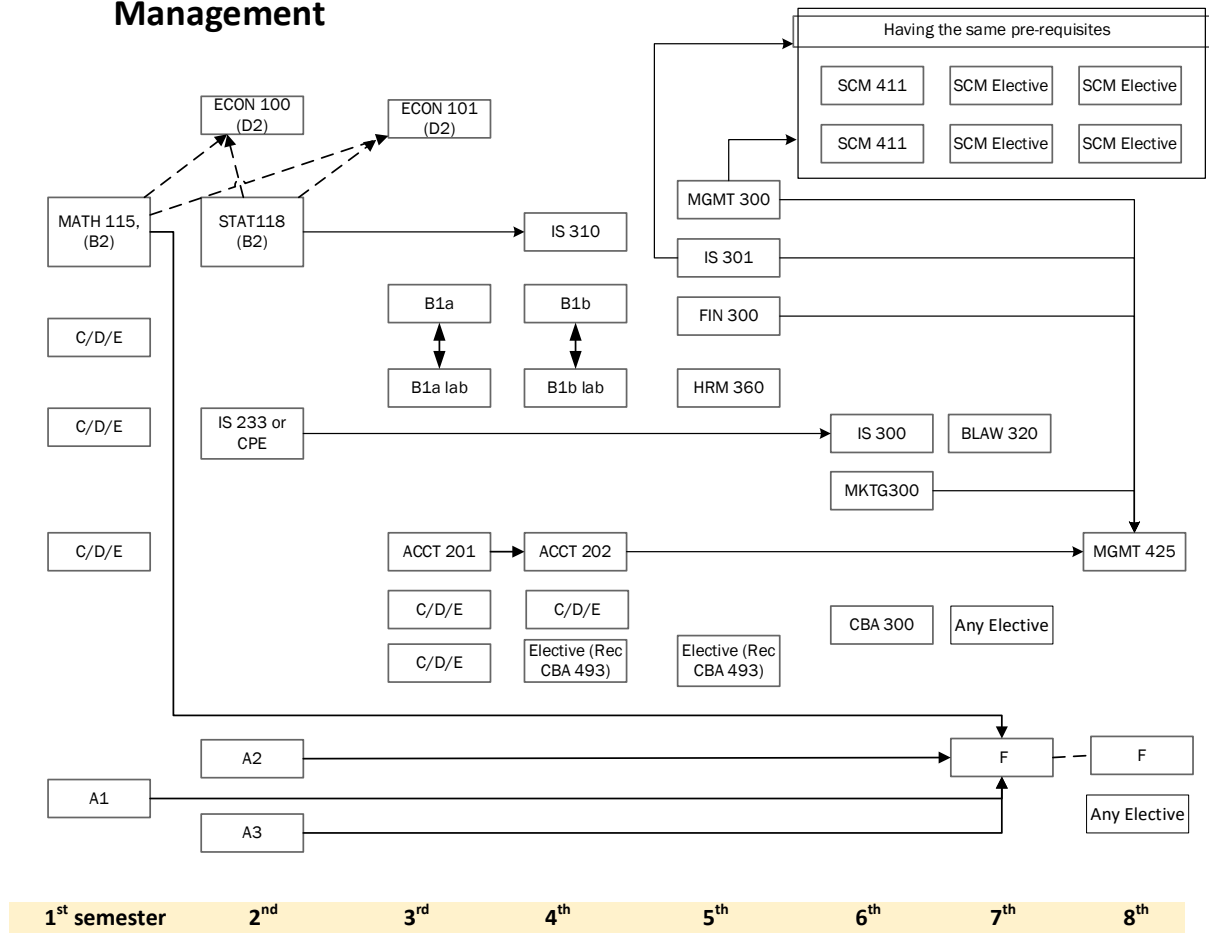 Management
Having the same pre-requisites
SCM 411
SCM Elective
SCM Elective
ECON 100
(D2)
ECON 101
(D2)
SCM 411
SCM Elective
SCM Elective
MGMT 300
MATH 115,
(B2)
STAT118
(B2)
IS 310
IS 301
B1a
B1b
FIN 300
C/D/E
B1a lab
B1b lab
HRM 360
C/D/E
IS 233 or
CPE
IS 300
BLAW 320
MKTG300
C/D/E
ACCT 201
ACCT 202
MGMT 425
C/D/E
C/D/E
CBA 300
Any Elective
C/D/E
Elective (Rec
CBA 493)
Elective (Rec
CBA 493)
A2
F
F
A1
Any Elective
A3
1st semester 2nd 3rd 4th 5th 6th 7th 8th